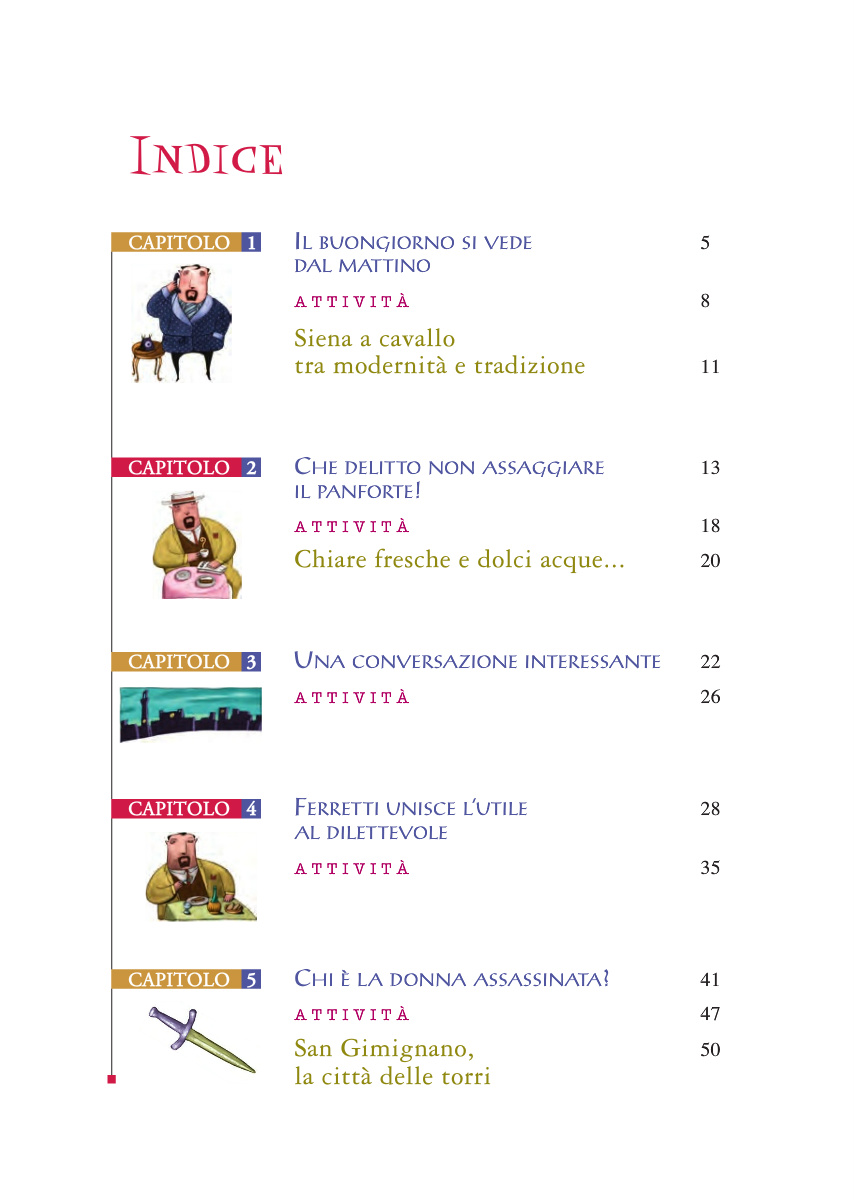 INDICE
CAPITOLO 1 IL BUONGIORNO SI VEDE 5
DAL MATTINO
ATTIVITÀ 8
Siena a cavallo
tra modernità e tradizione 11
CAPITOLO 2 CHE DELITTO NON ASSAGGIARE 13
IL PANFORTE!
ATTIVITÀ 18
Chiare fresche e dolci acque... 20
CAPITOLO 3 UNA CONVERSAZIONE INTERESSANTE 22
ATTIVITÀ 26
CAPITOLO 4 FERRETTI UNISCE L'UTILE 28
AL DILETTEVOLE
ATTIVITÀ 35
CAPITOLO 5 CHI È LA DONNA ASSASSINATA? 41
ATTIVITÀ 47
San Gimignano, 50
la città delle torri